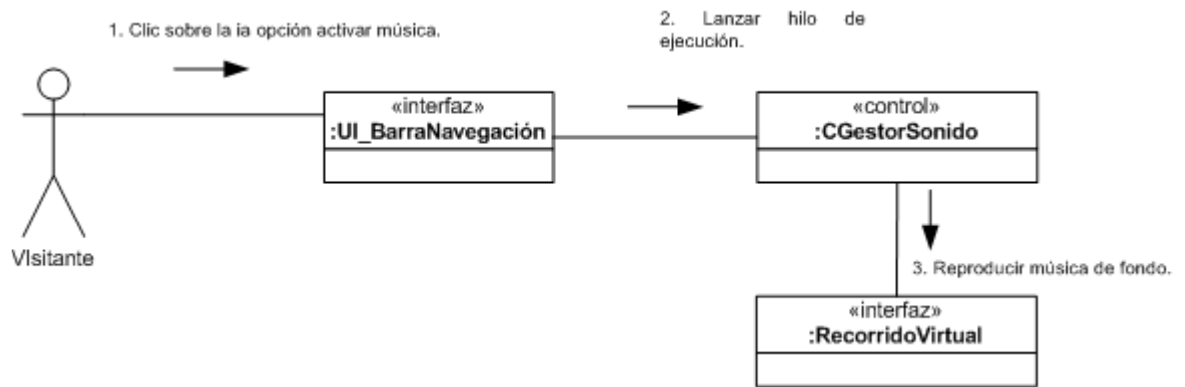 1. Clic sobre la ia opción activar música.
2. Lanzar hilo de
ejecución.
«interfaz»
:UI_BarraNavegación
«control»
:CGestorSonido
VIsitante
3. Reproducir música de fondo.
«interfaz»
:RecorridoVirtual